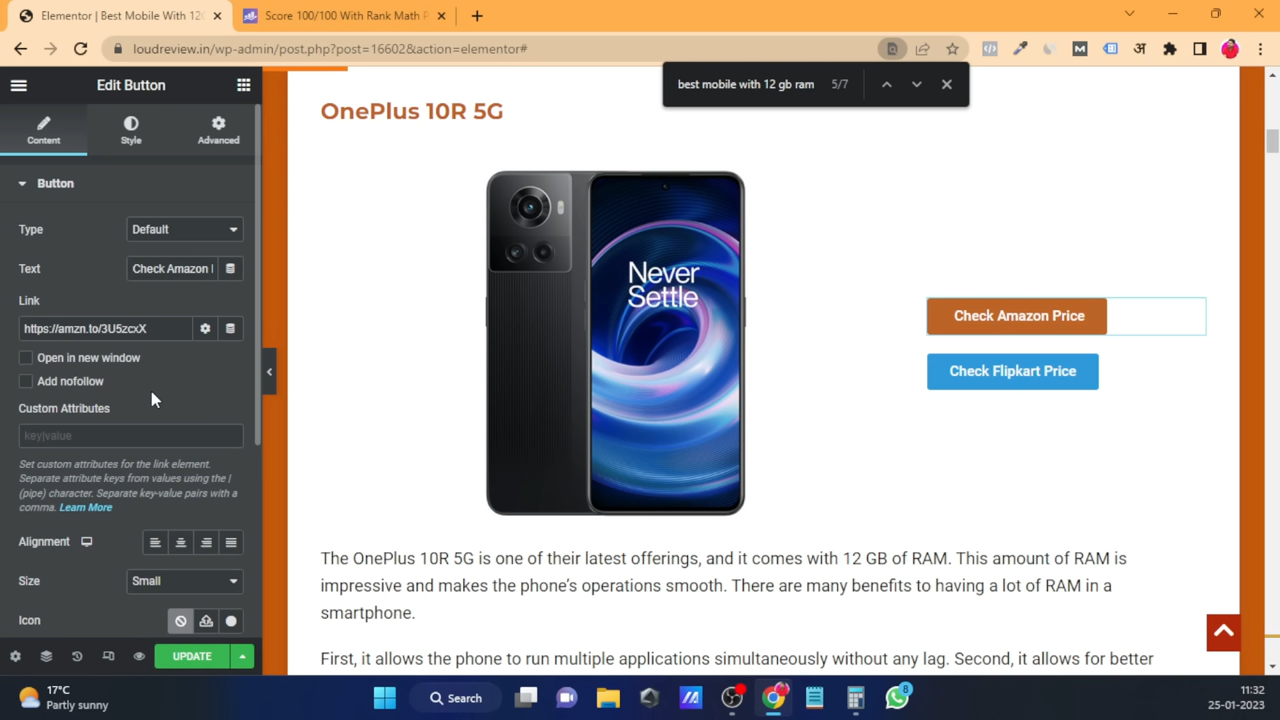 Elementor | Best Mobile With 12G
Score 100/100 With Rank Math P
loudreview.in/wp-admin/post.php?post=16602&action=elementor#
M
अ
Edit Button
best mobile with 12 gb ram 5/7
Content
Style
Advanced
OnePlus 10R 5G
Button
Type
Default
Text
Check Amazon
Link
https://amzn.to/3U5zcxX
Open in new window
Add nofollow
Custom Attributes
key|value
Set custom attributes for the link element.
Separate attribute keys from values using the |
(pipe) character. Separate key-value pairs with a
comma. Learn More
Alignment
Size
Small
Icon
UPDATE
Never
Settle
Check Amazon Price
Check Flipkart Price
The OnePlus 10R 5G is one of their latest offerings, and it comes with 12 GB of RAM. This amount of RAM is
impressive and makes the phone's operations smooth. There are many benefits to having a lot of RAM in a
smartphone.
First, it allows the phone to run multiple applications simultaneously without any lag. Second, it allows for better
17°C
Partly sunny
Search
8
11:32
25-01-2023